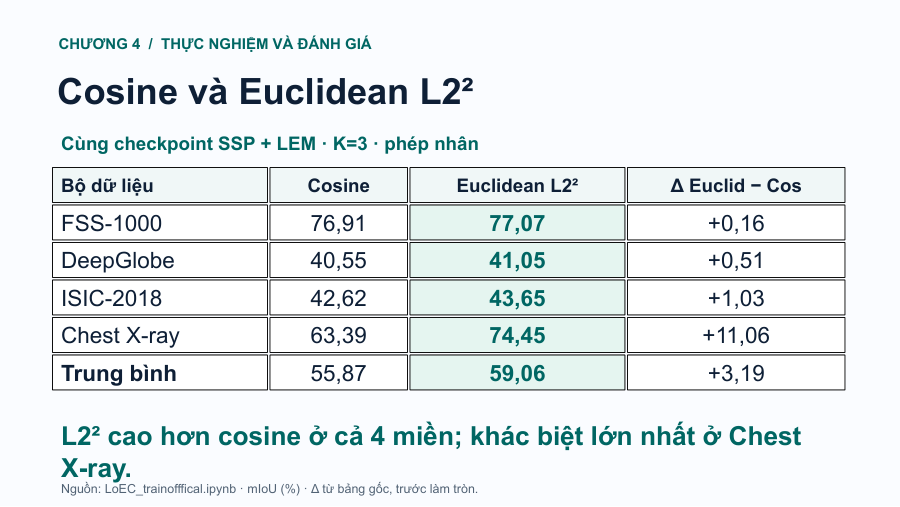 CHƯƠNG 4 / THỰC NGHIỆM VÀ ĐÁNH GIÁ
Cosine và Euclidean L2²
Cùng checkpoint SSP + LEM · K=3 · phép nhân
Bộ dữ liệu Cosine Euclidean L2² Δ Euclid − Cos
FSS-1000 76,91 77,07 +0,16
DeepGlobe 40,55 41,05 +0,51
ISIC-2018 42,62 43,65 +1,03
Chest X-ray 63,39 74,45 +11,06
Trung bình 55,87 59,06 +3,19
L2² cao hơn cosine ở cả 4 miền; khác biệt lớn nhất ở Chest
X-ray.
Nguồn: LoEC_trainofffical.ipynb · mIoU (%) · Δ từ bảng gốc, trước làm tròn.